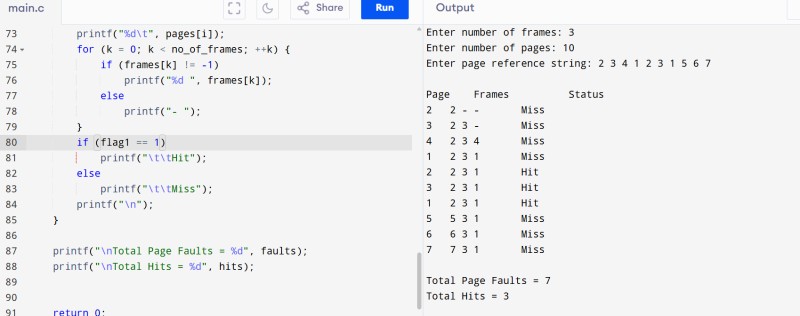 main.c
Share
Run
Output
73 printf("%d\t", pages[i]);
74 for (k = 0; k < no_of_frames; ++k) {
75 if (frames[k] != -1)
76 printf("%d ", frames[k]);
77 else
78 printf("- ");
79 }
80 if (flag1 == 1)
81 printf("\t\tHit");
82 else
83 printf("\t\tMiss");
84 printf("\n");
85 }
86
87 printf("\nTotal Page Faults = %d", faults);
88 printf("\nTotal Hits = %d", hits);
89
90
91 return 0;
Enter number of frames: 3
Enter number of pages: 10
Enter page reference string: 2 3 4 1 2 3 1 5 6 7
Page Frames Status
2 2 - - Miss
3 2 3 - Miss
4 2 3 4 Miss
1 2 3 1 Miss
2 2 3 1 Hit
3 2 3 1 Hit
1 2 3 1 Hit
5 5 3 1 Miss
6 6 3 1 Miss
7 7 3 1 Miss
Total Page Faults = 7
Total Hits = 3